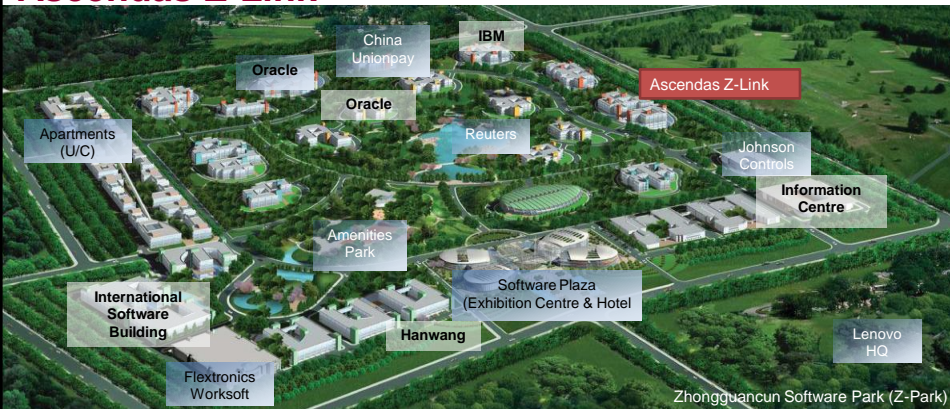 Ascendas Z-Link
China
Unionpay
IBM
Oracle
Ascendas Z-Link
Oracle
Apartments
(U/C)
Reuters
Johnson
Controls
Information
Centre
Amenities
Park
Software Plaza
(Exhibition Centre & Hotel
International
Software
Building
Hanwang
Lenovo
HQ
Flextronics
Worksoft
Zhongguancun Software Park (Z-Park)